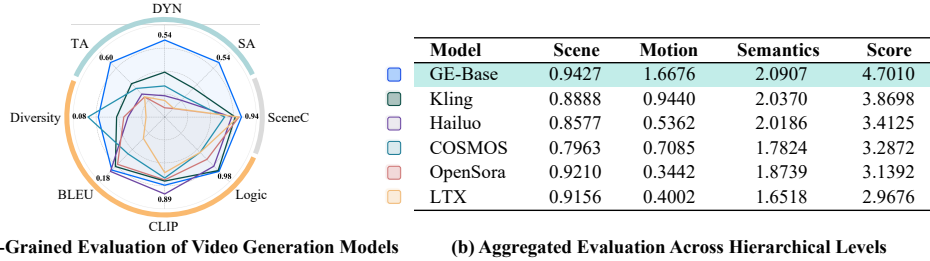 DYN
0.54
TA
SA
0.60
0.54
Diversity
0.08
0.94
SceneC
0.18
0.98
BLEU
Logic
0.89
CLIP
-Grained Evaluation of Video Generation Models
Model Scene Motion Semantics Score
GE-Base 0.9427 1.6676 2.0907 4.7010
Kling 0.8888 0.9440 2.0370 3.8698
Hailuo 0.8577 0.5362 2.0186 3.4125
COSMOS 0.7963 0.7085 1.7824 3.2872
OpenSora 0.9210 0.3442 1.8739 3.1392
LTX 0.9156 0.4002 1.6518 2.9676
(b) Aggregated Evaluation Across Hierarchical Levels